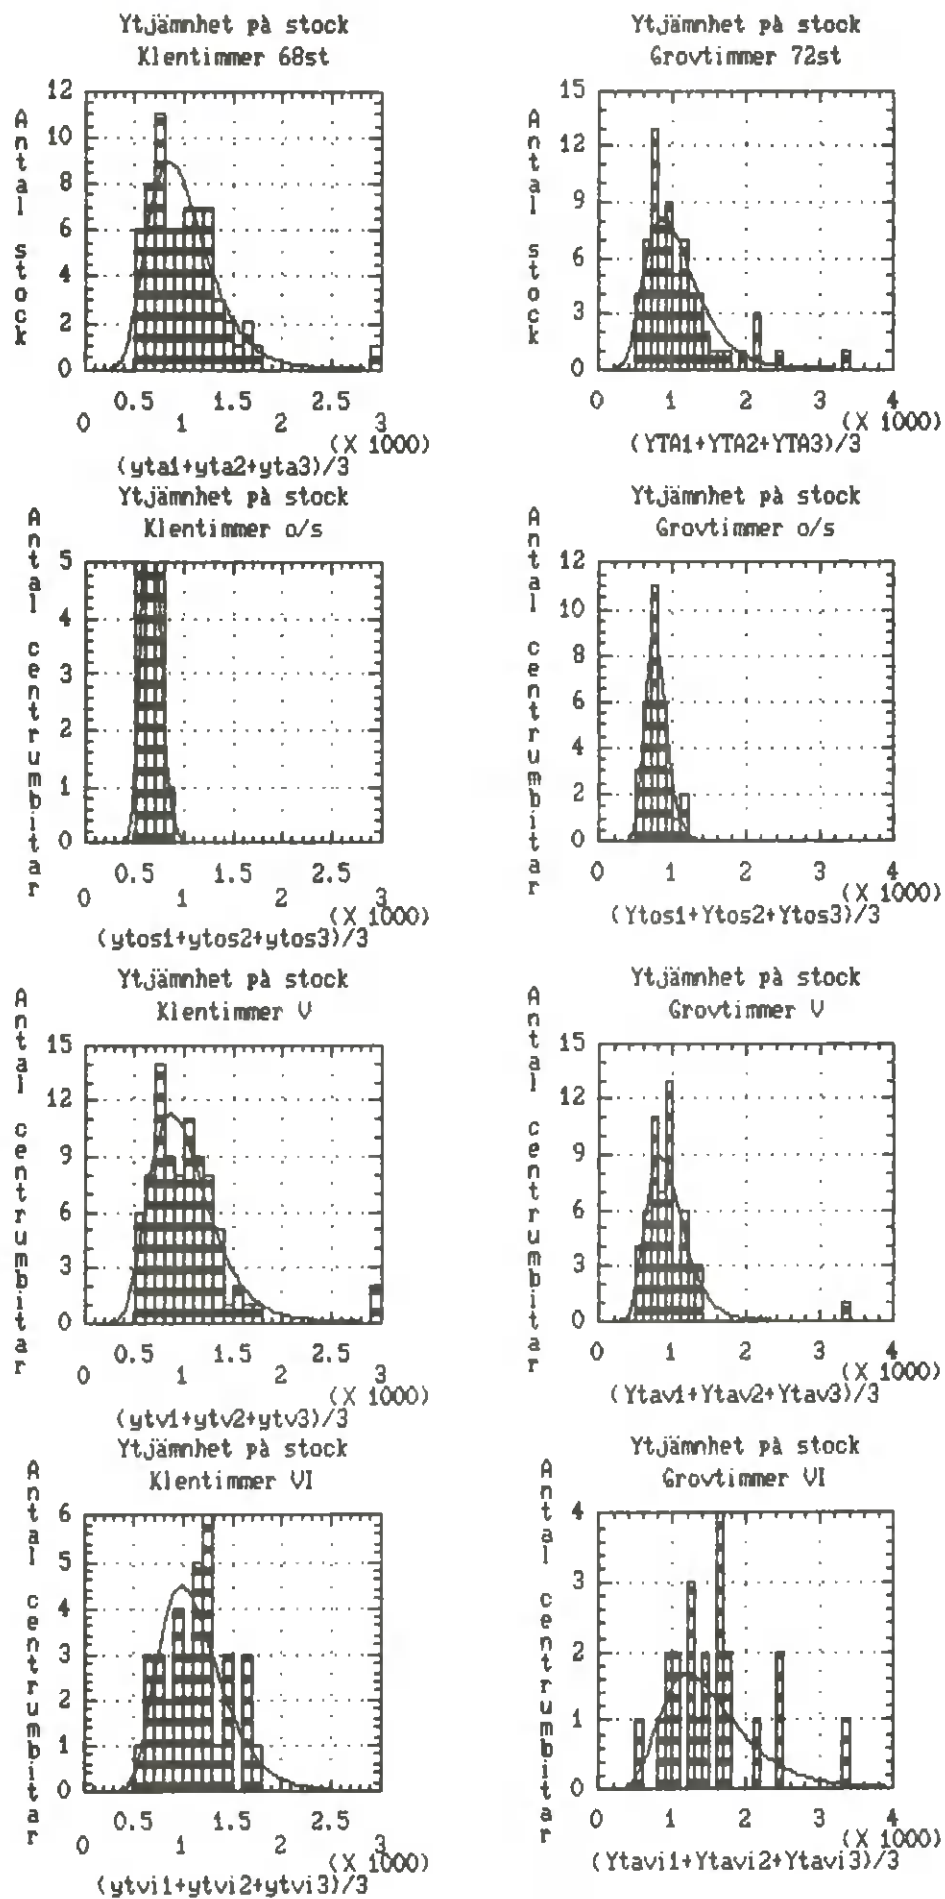 Ytjämnhet på stock
Klentimmer 68st
Antal stock
12
10
8
6
4
2
0
0 0.5 1 1.5 2 2.5 3
(X 1000)
(yta1+yta2+yta3)/3
Ytjämnhet på stock
Grovtimmer 72st
Antal stock
15
12
9
6
3
0
0 1 2 3 4
(X 1000)
(YTA1+YTA2+YTA3)/3
Ytjämnhet på stock
Klentimmer o/s
Antal centrumbitar
5
4
3
2
1
0
0 0.5 1 1.5 2 2.5 3
(X 1000)
(ytos1+ytos2+ytos3)/3
Ytjämnhet på stock
Grovtimmer o/s
Antal centrumbitar
12
10
8
6
4
2
0
0 1 2 3 4
(X 1000)
(Ytos1+Ytos2+Ytos3)/3
Ytjämnhet på stock
Klentimmer V
Antal centrumbitar
15
12
9
6
3
0
0 0.5 1 1.5 2 2.5 3
(X 1000)
(ytv1+ytv2+ytv3)/3
Ytjämnhet på stock
Grovtimmer V
Antal centrumbitar
15
12
9
6
3
0
0 1 2 3 4
(X 1000)
(Ytav1+Ytav2+Ytav3)/3
Ytjämnhet på stock
Klentimmer VI
Antal centrumbitar
6
5
4
3
2
1
0
0 0.5 1 1.5 2 2.5 3
(X 1000)
(ytvi1+ytvi2+ytvi3)/3
Ytjämnhet på stock
Grovtimmer VI
Antal centrumbitar
4
3
2
1
0
0 1 2 3 4
(X 1000)
(Ytavi1+Ytavi2+Ytavi3)/3